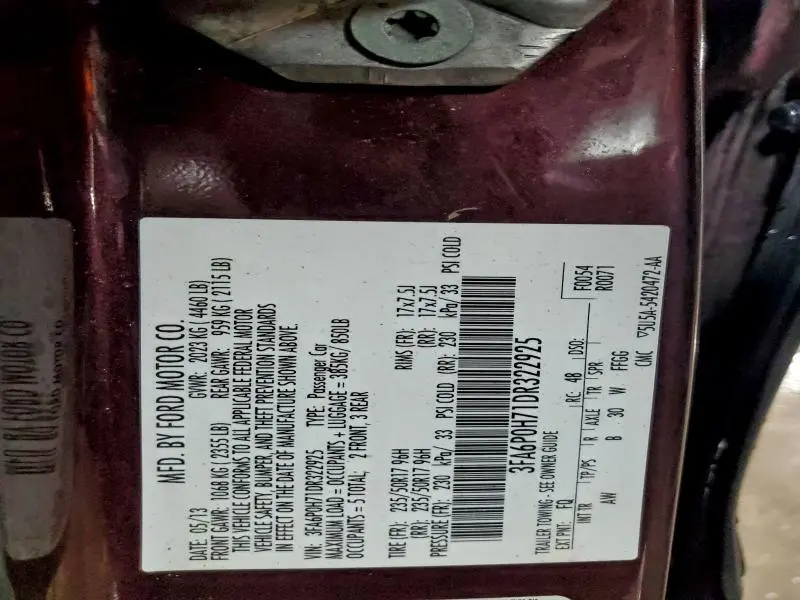 MFD. BY FORD MOTOR CO.
DATE: 05/13 GVWR: 2023 KG (4460 LB)
FRONT GAWR: 1068 KG (2355 LB) REAR GAWR: 959 KG (2115 LB)
THIS VEHICLE CONFORMS TO ALL APPLICABLE FEDERAL MOTOR
VEHICLE SAFETY, BUMPER, AND THEFT PREVENTION STANDARDS
IN EFFECT ON THE DATE OF MANUFACTURE SHOWN ABOVE.
VIN: 3FA6P0H71DR322925 TYPE: Passenger Car
MAXIMUM LOAD = OCCUPANTS + LUGGAGE = 385KG/ 850LB
OCCUPANTS = 5 TOTAL; 2 FRONT, 3 REAR
TIRE (FR): 235/50R17 96H RIMS (FR): 17x7.5J
(RR): 235/50R17 96H (RR): 17x7.5J
PRESSURE (FR): 230 kPa/ 33 PSI COLD (RR): 230 kPa/ 33 PSI COLD
3FA6P0H71DR322925
TRAILER TOWING - SEE OWNER GUIDE F0054
EXT PNT: FQ RC: 48 DSO: R0071
INT TR TP/PS R AXLE TR SPR
AW B 30 W FFGG
CMC ▽5U5A-5420472-AA